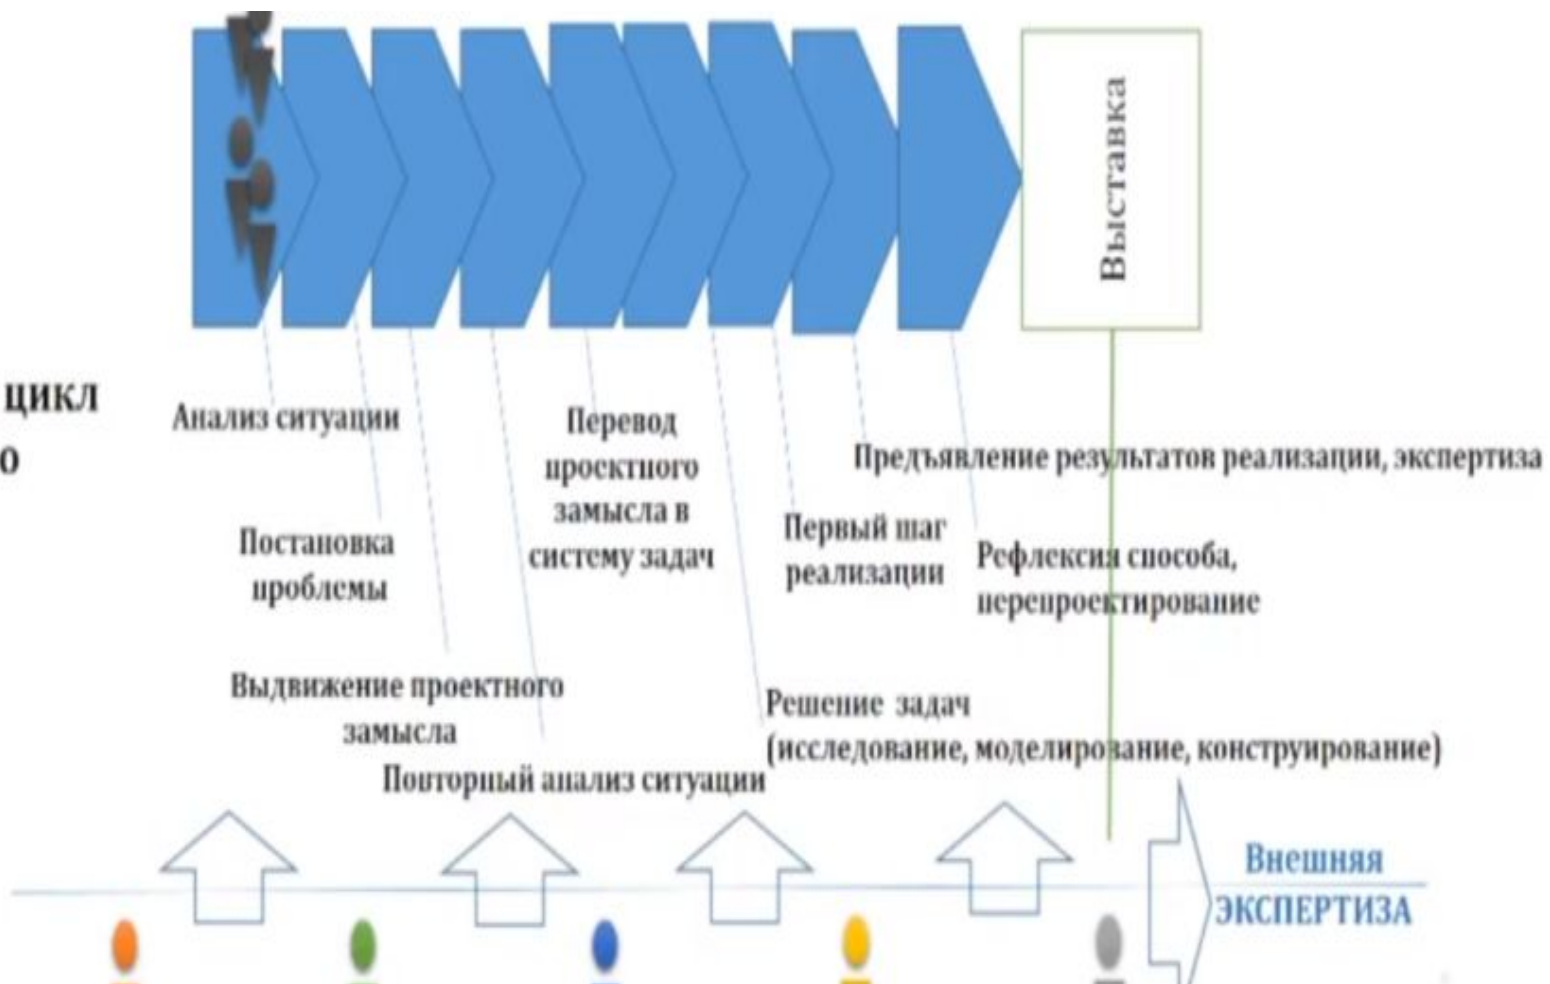 Выставка
ЦИКЛ
О
Анализ ситуации
Перевод
проектного
замысла в
систему задач
Предъявление результатов реализации, экспертиза
Постановка
проблемы
Первый шаг
реализации
Рефлексия способа,
перепроектирование
Выдвижение проектного
замысла
Решение задач
(исследование, моделирование, конструирование)
Повторный анализ ситуации
Внешняя
ЭКСПЕРТИЗА